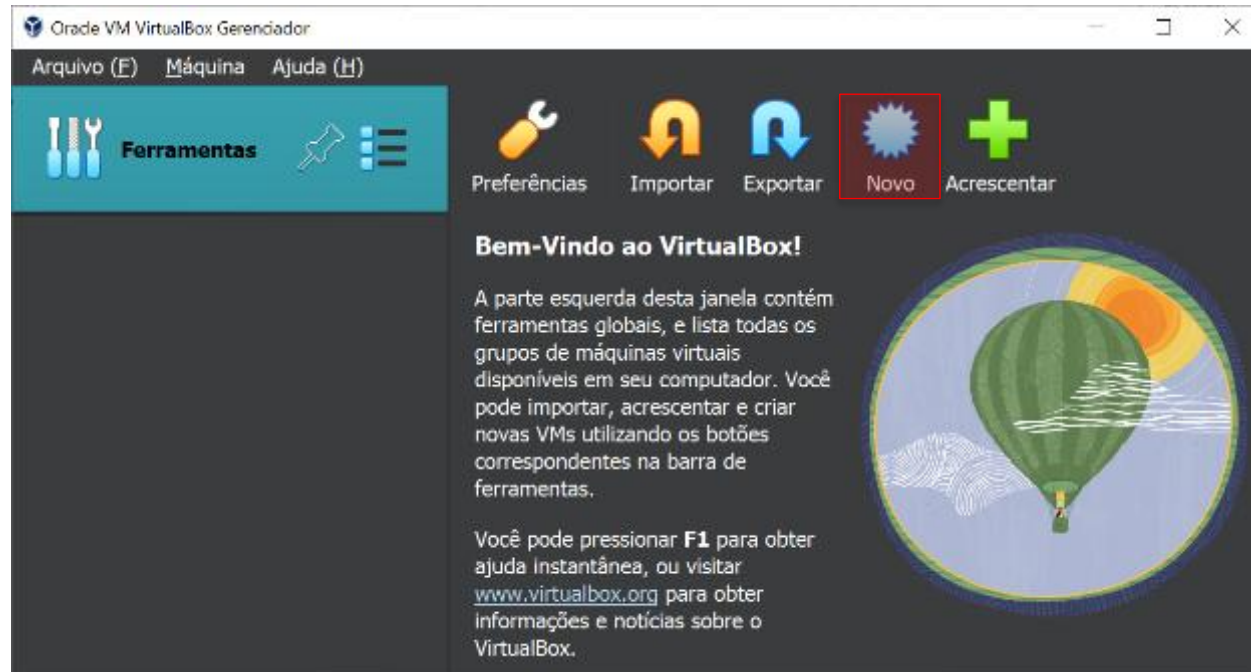 Oracle VM VirtualBox Gerenciador
Arquivo (F) Máquina Ajuda (H)
Ferramentas
Preferências Importar Exportar Novo Acrescentar
Bem-Vindo ao VirtualBox!
A parte esquerda desta janela contém
ferramentas globais, e lista todas os
grupos de máquinas virtuais
disponíveis em seu computador. Você
pode importar, acrescentar e criar
novas VMs utilizando os botões
correspondentes na barra de
ferramentas.
Você pode pressionar F1 para obter
ajuda instantânea, ou visitar
www.virtualbox.org para obter
informações e notícias sobre o
VirtualBox.